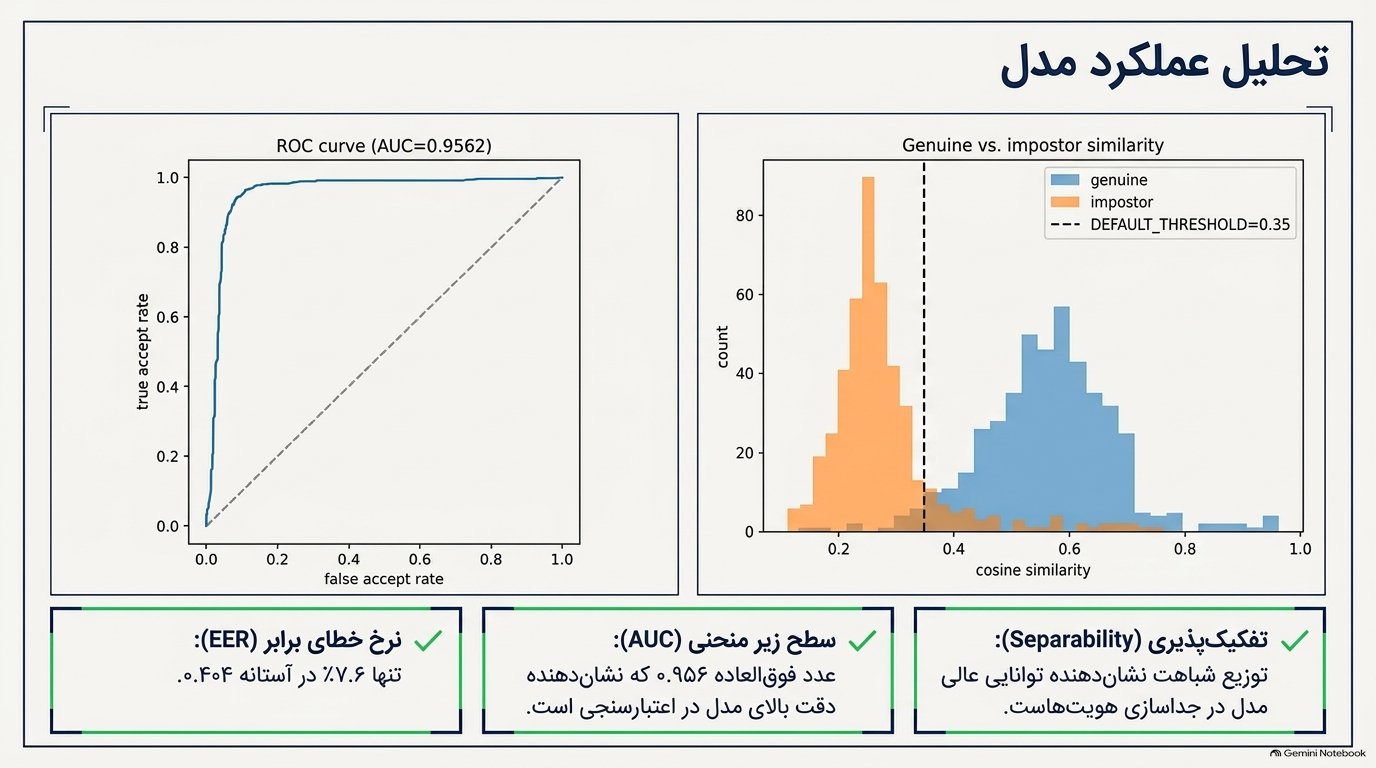 تحلیل عملکرد مدل
Genuine vs. impostor similarity
genuine
impostor
DEFAULT_THRESHOLD=0.35
count
80
60
40
20
0
0.2 0.4 0.6 0.8 1.0
cosine similarity
ROC curve (AUC=0.9562)
true accept rate
1.0
0.8
0.6
0.4
0.2
0.0
0.0 0.2 0.4 0.6 0.8 1.0
false accept rate
تفکیک‌پذیری (Separability):
توزیع شباهت نشان‌دهنده توانایی عالی
مدل در جداسازی هویت‌هاست.
سطح زیر منحنی (AUC):
عدد فوق‌العاده ۰.۹۵۶ که نشان‌دهنده
دقت بالای مدل در اعتبارسنجی است.
نرخ خطای برابر (EER):
تنها ۷.۶٪ در آستانه ۰.۴۰۴.
Gemini Notebook